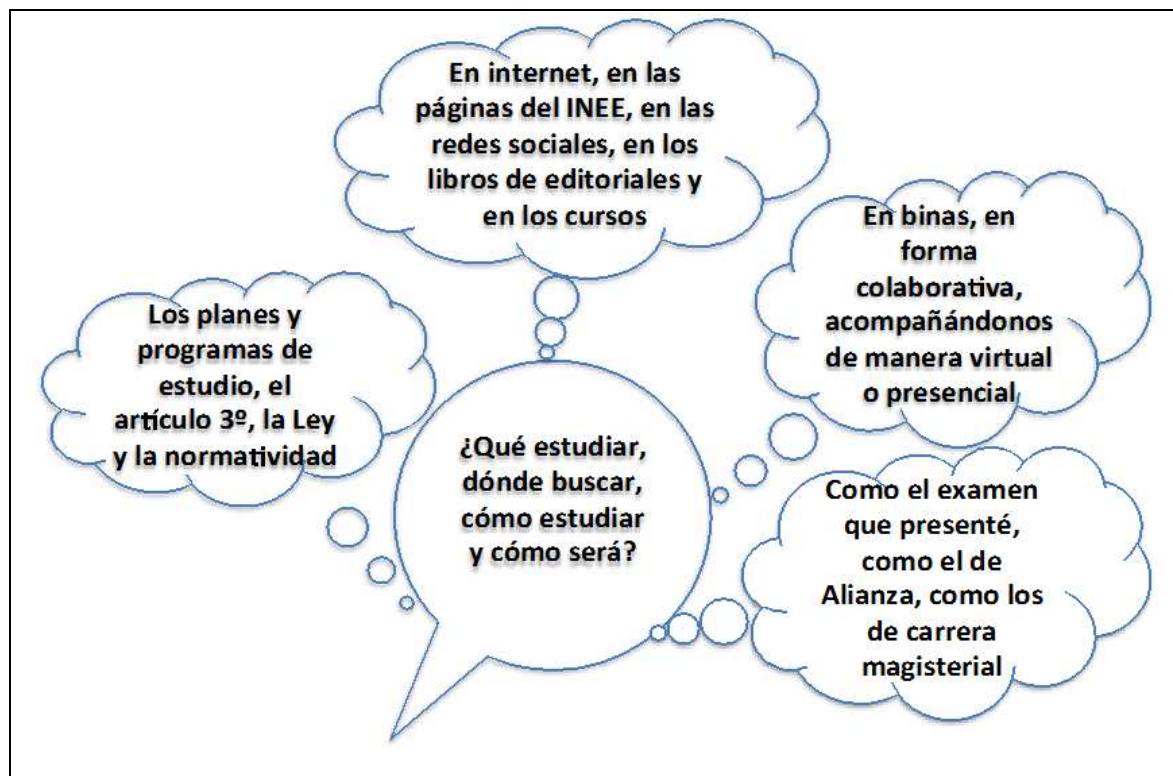 En internet, en las
páginas del INEE, en las
redes sociales, en los
libros de editoriales y
en los cursos
En binas, en
forma
colaborativa,
acompañándonos
de manera virtual
o presencial
Los planes y
programas de
estudio, el
artículo 3º, la Ley
y la normatividad
¿Qué estudiar,
dónde buscar,
cómo estudiar
y cómo será?
Como el examen
que presenté,
como el de
Alianza, como los
de carrera
magisterial